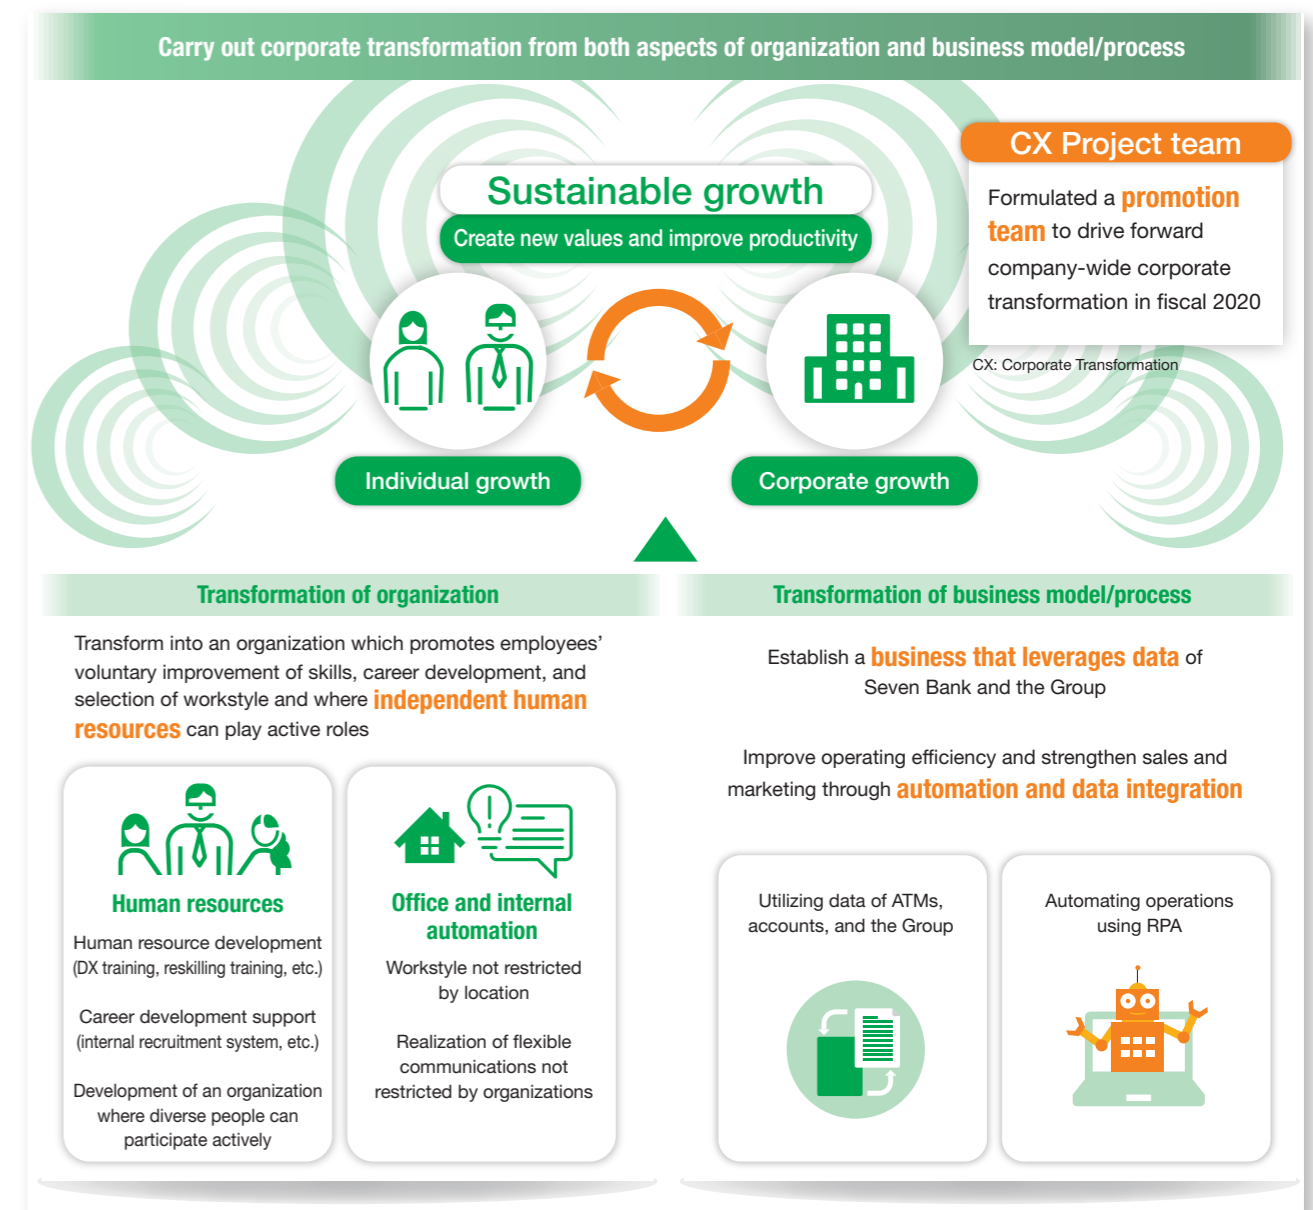 Carry out corporate transformation from both aspects of organization and business model/process
CX Project team
Formulated a promotion
team to drive forward
company-wide corporate
transformation in fiscal 2020
CX: Corporate Transformation
Sustainable growth
Create new values and improve productivity
Individual growth
Corporate growth
Transformation of organization
Transform into an organization which promotes employees’
voluntary improvement of skills, career development, and
selection of workstyle and where independent human
resources can play active roles
Human resources
Human resource development
(DX training, reskilling training, etc.)
Career development support
(internal recruitment system, etc.)
Development of an organization
where diverse people can
participate actively
Office and internal
automation
Workstyle not restricted
by location
Realization of flexible
communications not
restricted by organizations
Transformation of business model/process
Establish a business that leverages data of
Seven Bank and the Group
Improve operating efficiency and strengthen sales and
marketing through automation and data integration
Utilizing data of ATMs,
accounts, and the Group
Automating operations
using RPA